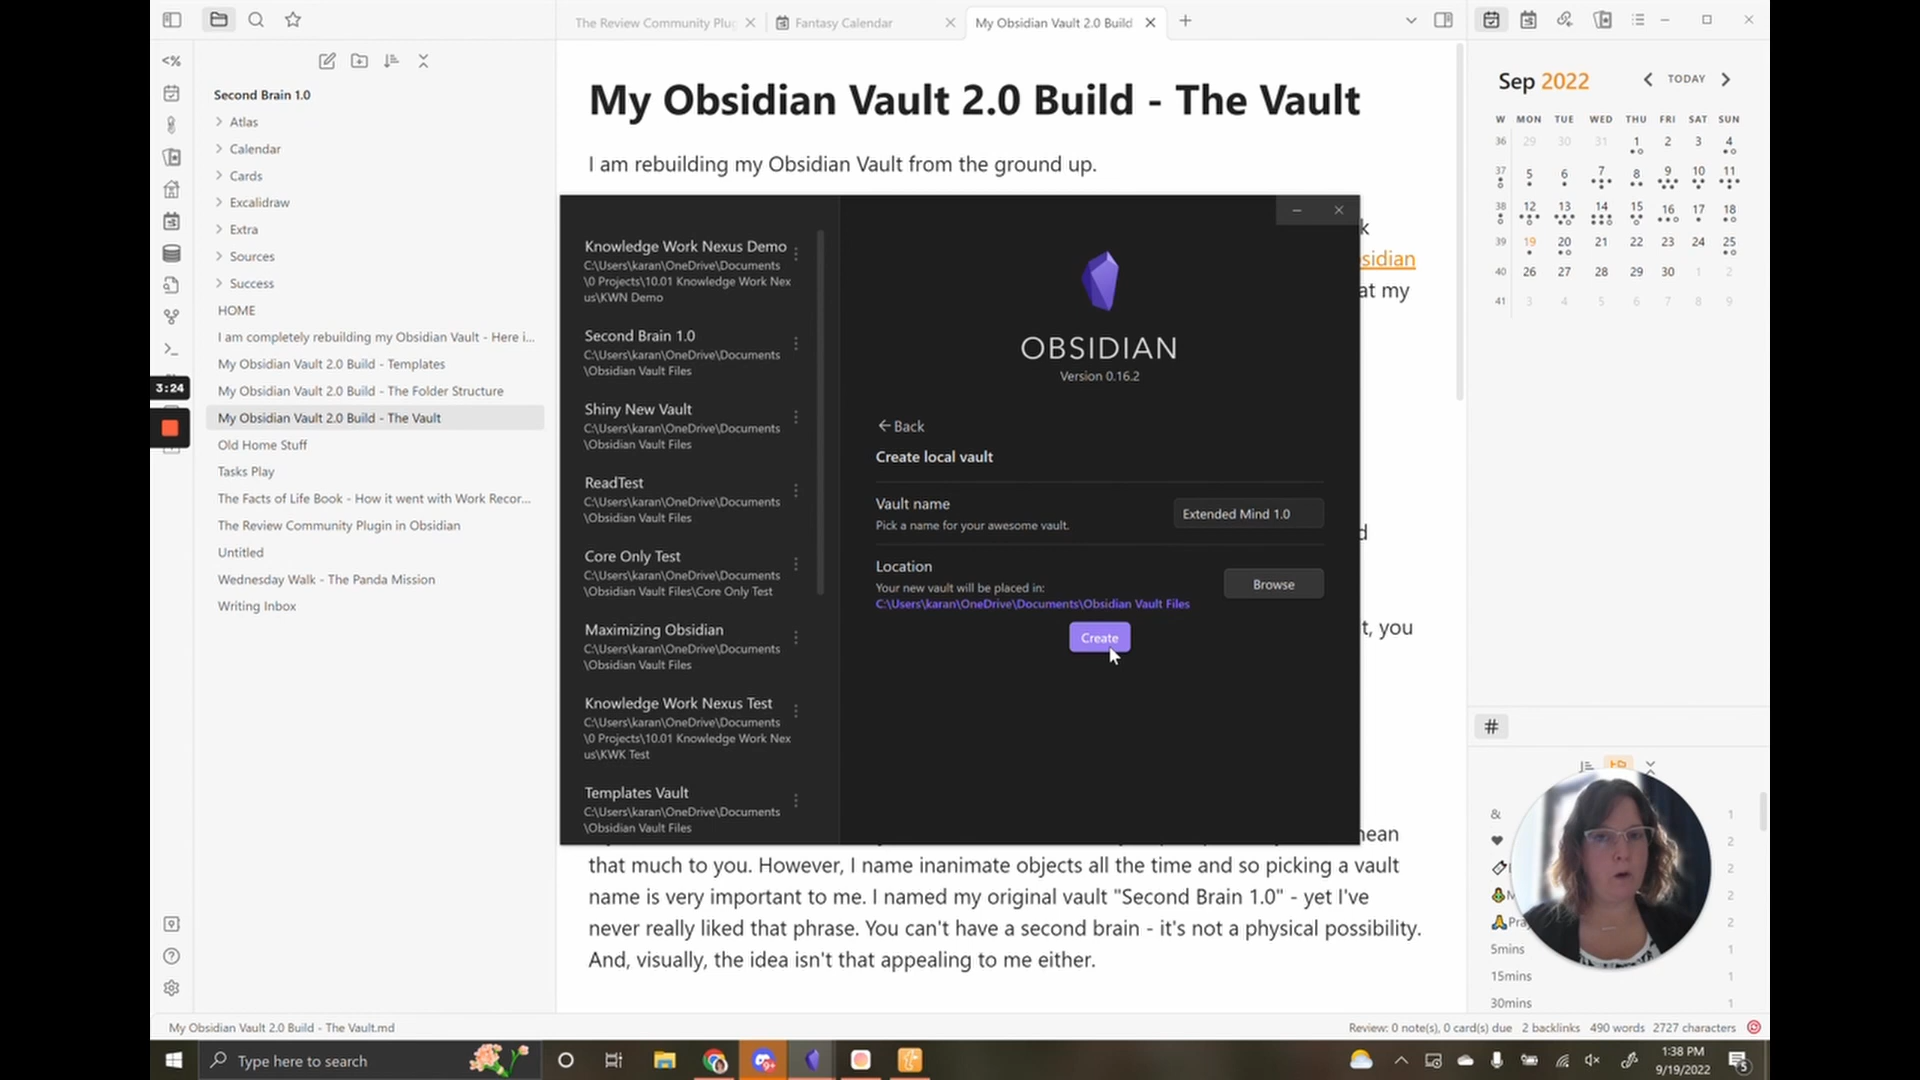 The Review Community Plug
Fantasy Calendar
My Obsidian Vault 2.0 Build
Second Brain 1.0
Atlas
Calendar
Cards
Excalidraw
Extra
Sources
Success
HOME
I am completely rebuilding my Obsidian Vault - Here i...
My Obsidian Vault 2.0 Build - Templates
My Obsidian Vault 2.0 Build - The Folder Structure
My Obsidian Vault 2.0 Build - The Vault
Old Home Stuff
Tasks Play
The Facts of Life Book - How it went with Work Recor...
The Review Community Plugin in Obsidian
Untitled
Wednesday Walk - The Panda Mission
Writing Inbox
3:24
My Obsidian Vault 2.0 Build - The Vault
I am rebuilding my Obsidian Vault from the ground up.
k
sidian
at my
d
t, you
ean
that much to you. However, I name inanimate objects all the time and so picking a vault
name is very important to me. I named my original vault "Second Brain 1.0" - yet I've
never really liked that phrase. You can't have a second brain - it's not a physical possibility.
And, visually, the idea isn't that appealing to me either.
Knowledge Work Nexus Demo
C:\Users\karan\OneDrive\Documents
\0 Projects\10.01 Knowledge Work Nex
us\KWN Demo
Second Brain 1.0
C:\Users\karan\OneDrive\Documents
\Obsidian Vault Files
Shiny New Vault
C:\Users\karan\OneDrive\Documents
\Obsidian Vault Files
ReadTest
C:\Users\karan\OneDrive\Documents
\Obsidian Vault Files
Core Only Test
C:\Users\karan\OneDrive\Documents
\Obsidian Vault Files\Core Only Test
Maximizing Obsidian
C:\Users\karan\OneDrive\Documents
\Obsidian Vault Files
Knowledge Work Nexus Test
C:\Users\karan\OneDrive\Documents
\0 Projects\10.01 Knowledge Work Nex
us\KWK Test
Templates Vault
C:\Users\karan\OneDrive\Documents
\Obsidian Vault Files
OBSIDIAN
Version 0.16.2
Back
Create local vault
Vault name
Pick a name for your awesome vault.
Extended Mind 1.0
Location
Your new vault will be placed in:
C:\Users\karan\OneDrive\Documents\Obsidian Vault Files
Browse
Create
Sep 2022
TODAY
W MON TUE WED THU FRI SAT SUN
36 29 30 31 1 2 3 4
37 5 6 7 8 9 10 11
38 12 13 14 15 16 17 18
39 19 20 21 22 23 24 25
40 26 27 28 29 30 1 2
41 3 4 5 6 7 8 9
#
& 1
2
2
2
Pra 2
5mins 1
15mins 1
30mins 1
My Obsidian Vault 2.0 Build - The Vault.md
Review: 0 note(s), 0 card(s) due 2 backlinks 490 words 2727 characters
Type here to search
1:38 PM
9/19/2022
5